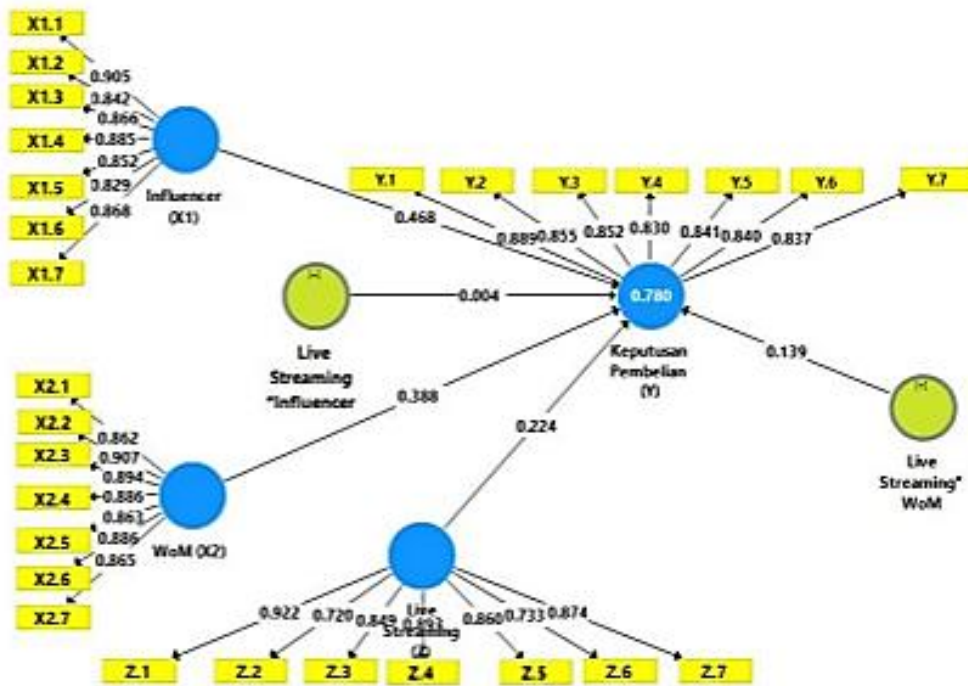 X1.1
X1.2
X1.3
X1.4
X1.5
X1.6
X1.7
0.905
0.842
0.866
0.885
0.852
0.829
0.868
Influencer
(X1)
0.468
Y.1
Y.2
Y.3
Y.4
Y.5
Y.6
Y.7
0.889
0.855
0.852
0.830
0.841
0.840
0.837
0.780
Keputusan
Pembelian
(Y)
0.004
Live
Streaming
*Influencer
0.139
Live
Streaming*
WoM
X2.1
X2.2
X2.3
X2.4
X2.5
X2.6
X2.7
0.862
0.907
0.894
0.886
0.863
0.886
0.865
WoM (X2)
0.388
0.224
Live
Streaming
(Z)
0.922
0.720
0.849
0.893
0.860
0.733
0.874
Z.1
Z.2
Z.3
Z.4
Z.5
Z.6
Z.7